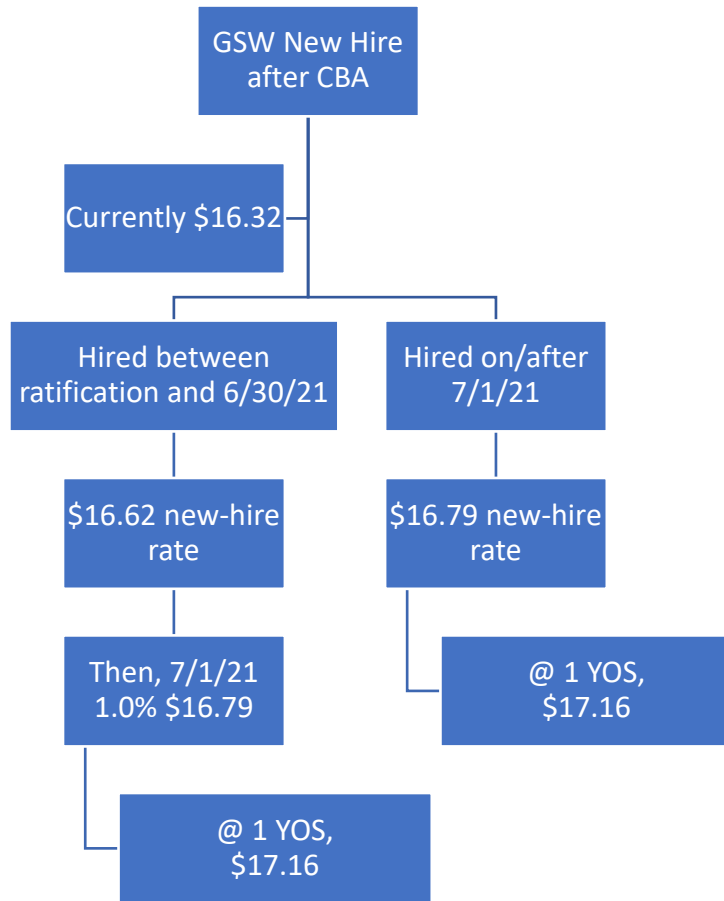 GSW New Hire
after CBA
Currently $16.32
Hired between
ratification and 6/30/21
Hired on/after
7/1/21
$16.62 new-hire
rate
$16.79 new-hire
rate
Then, 7/1/21
1.0% $16.79
@ 1 YOS,
$17.16
@ 1 YOS,
$17.16